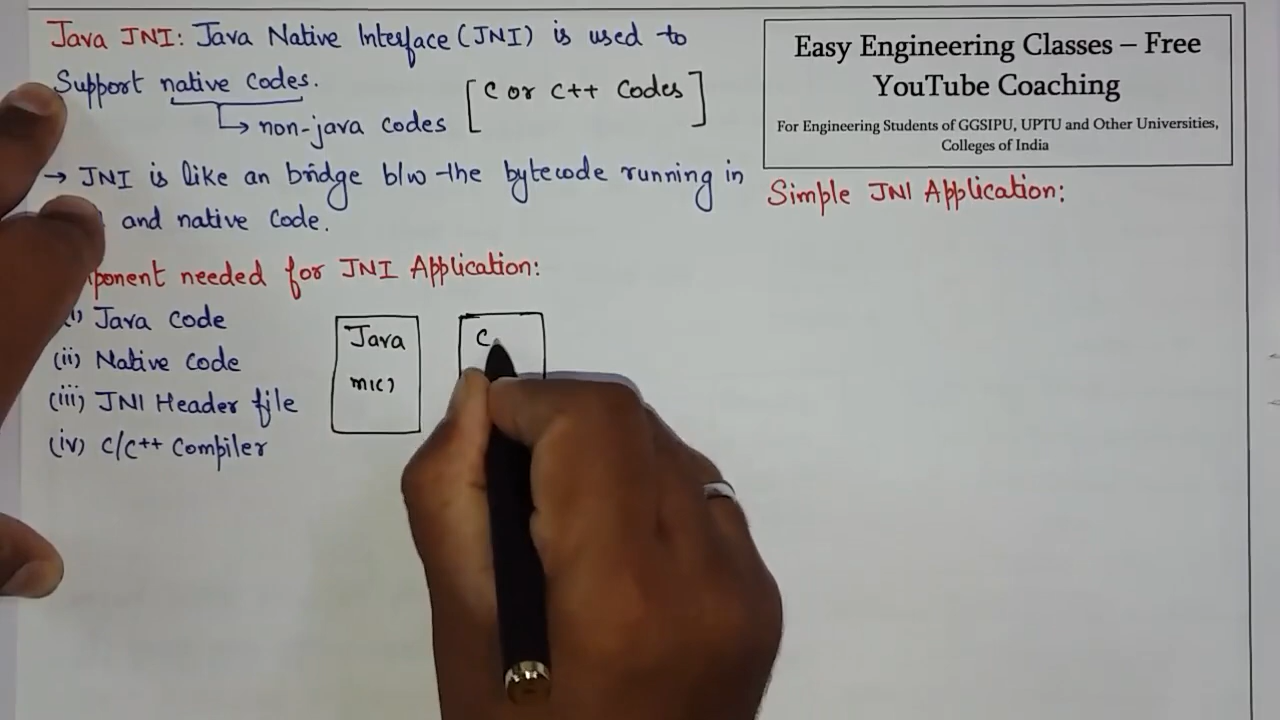 Java JNI: Java Native Interface (JNI) is used to
Support native codes.
[C or C++ Codes]
→ non-java codes
→ JNI is like an bridge b/w the bytecode running in
and native code.
needed for JNI Application:
Java code
(ii) Native code
(iii) JNI Header file
(iv) C/C++ Compiler
Java
m1()
C
Easy Engineering Classes – Free
YouTube Coaching
For Engineering Students of GGSIPU, UPTU and Other Universities,
Colleges of India
Simple JNI Application: